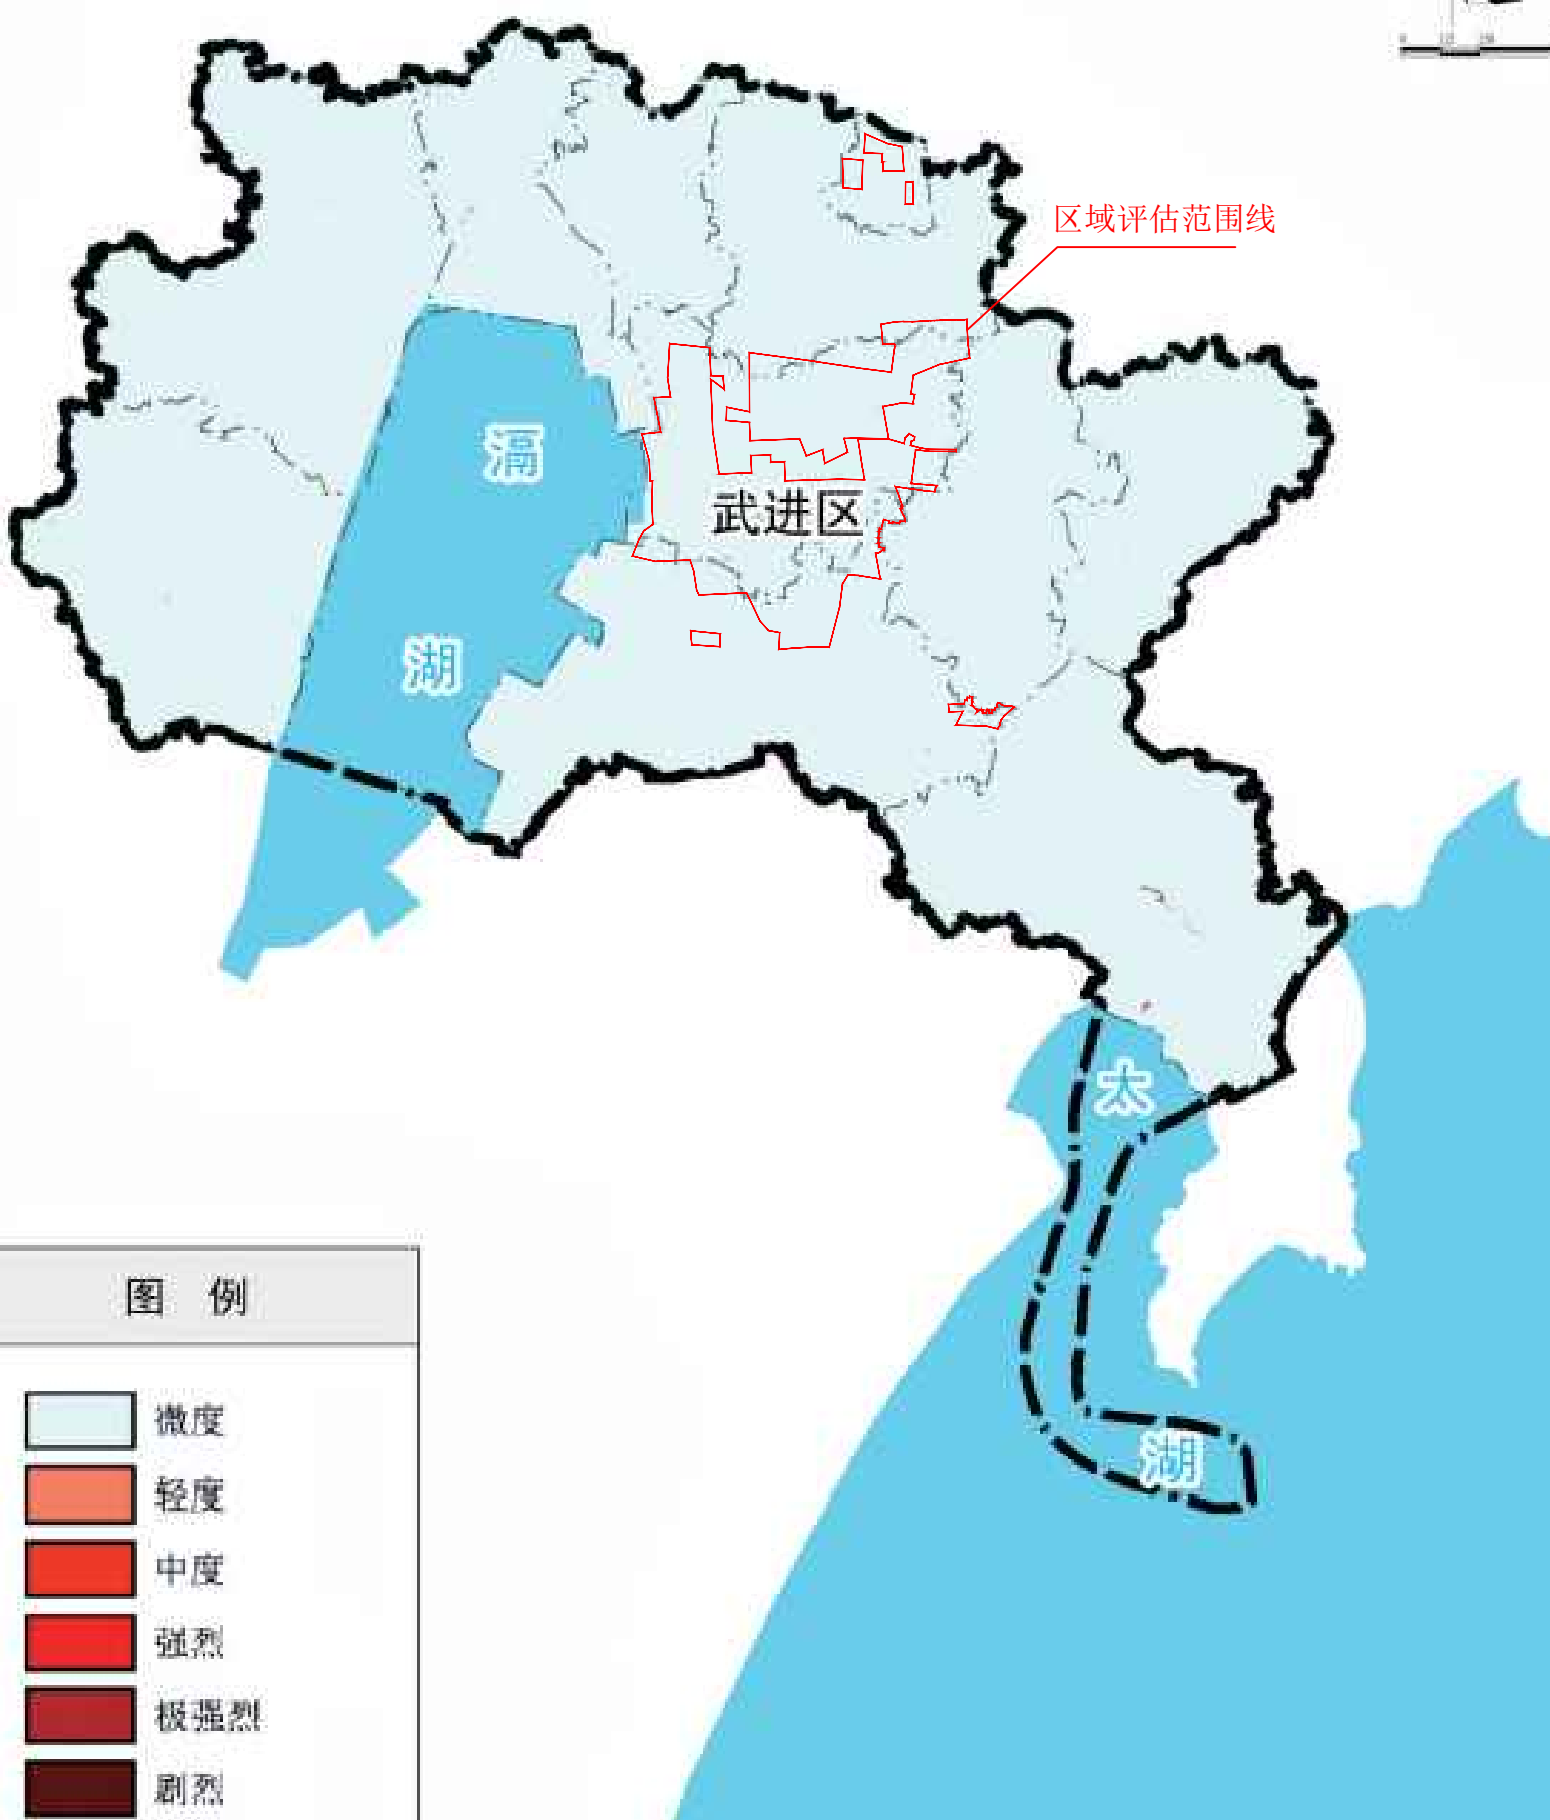 区域评估范围线
滆
武进区
湖
太
湖
图 例
微度
轻度
中度
强烈
极强烈
剧烈